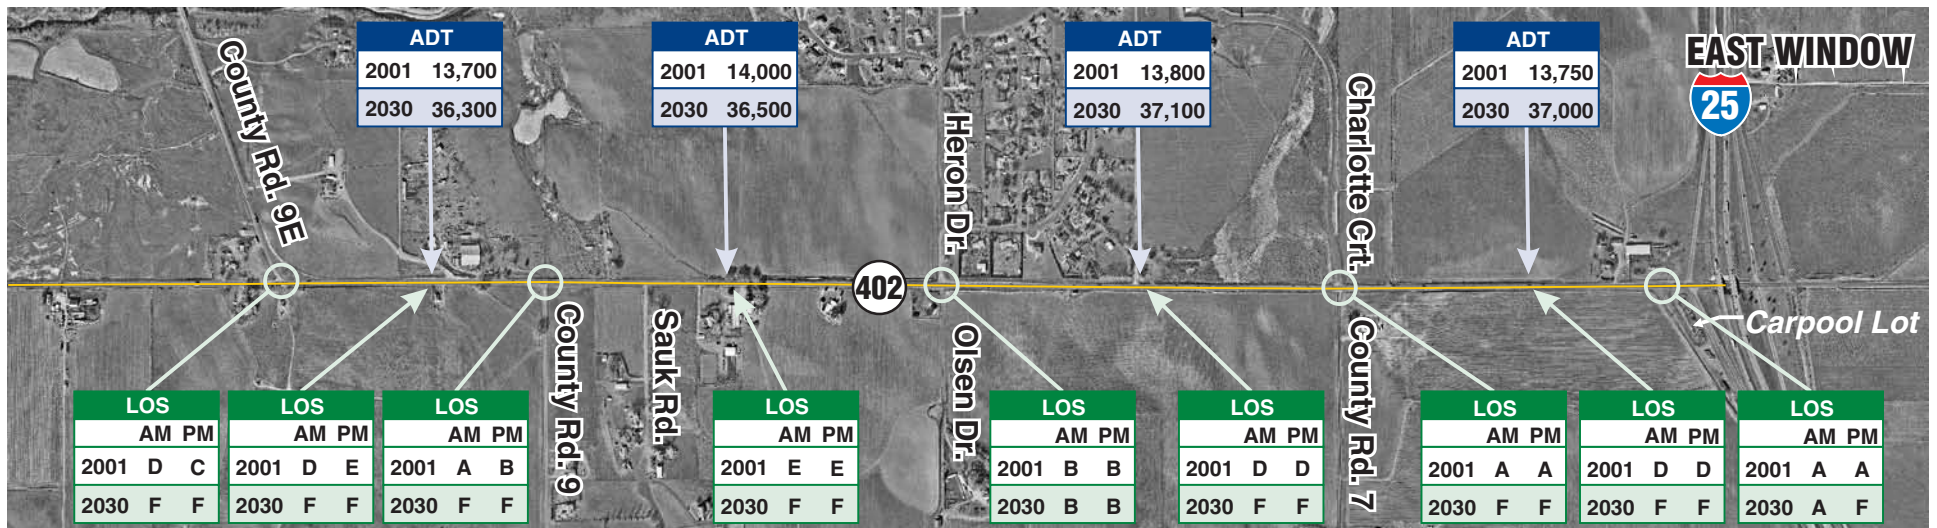 ADT
2001 13,700
2030 36,300
ADT
2001 14,000
2030 36,500
ADT
2001 13,800
2030 37,100
ADT
2001 13,750
2030 37,000
EAST WINDOW
25
County Rd. 9E
Heron Dr.
Charlotte Crt.
402
Carpool Lot
County Rd. 9
Sauk Rd.
Olsen Dr.
County Rd. 7
LOS
AM PM
2001 D C
2030 F F
LOS
AM PM
2001 D E
2030 F F
LOS
AM PM
2001 A B
2030 F F
LOS
AM PM
2001 E E
2030 F F
LOS
AM PM
2001 B B
2030 B B
LOS
AM PM
2001 D D
2030 F F
LOS
AM PM
2001 A A
2030 F F
LOS
AM PM
2001 D D
2030 F F
LOS
AM PM
2001 A A
2030 A F